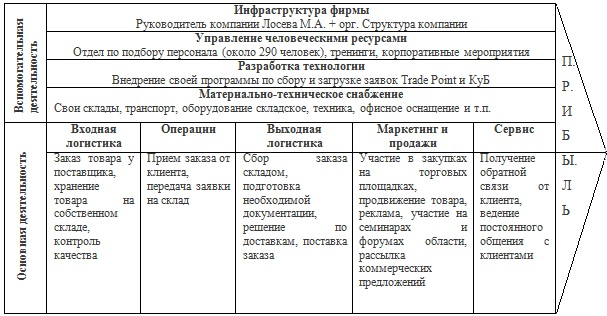 Вспомогательная деятельность
Инфраструктура фирмы
Руководитель компании Лосева М.А. + орг. Структура компании
Управление человеческими ресурсами
Отдел по подбору персонала (около 290 человек), тренинги, корпоративные мероприятия
Разработка технологии
Внедрение своей программы по сбору и загрузке заявок Trade Point и КуБ
Материально-техническое снабжение
Свои склады, транспорт, оборудование складское, техника, офисное оснащение и т.п.
Основная деятельность
Входная
логистика
Заказ товара у
поставщика,
хранение
товара на
собственном
складе,
контроль
качества
Операции
Прием заказа от
клиента,
передача заявки
на склад
Выходная
логистика
Сбор заказа
складом,
подготовка
необходимой
документации,
решение по
доставкам, поставка
заказа
Маркетинг и
продажи
Участие в закупках
на торговых
площадках,
продвижение товара,
реклама, участие на
семинарах и
форумах области,
рассылка
коммерческих
предложений
Сервис
Получение
обратной
связи от
клиента,
ведение
постоянного
общения с
клиентами
П
Р.
И
Б
Ы.
Л
Ь